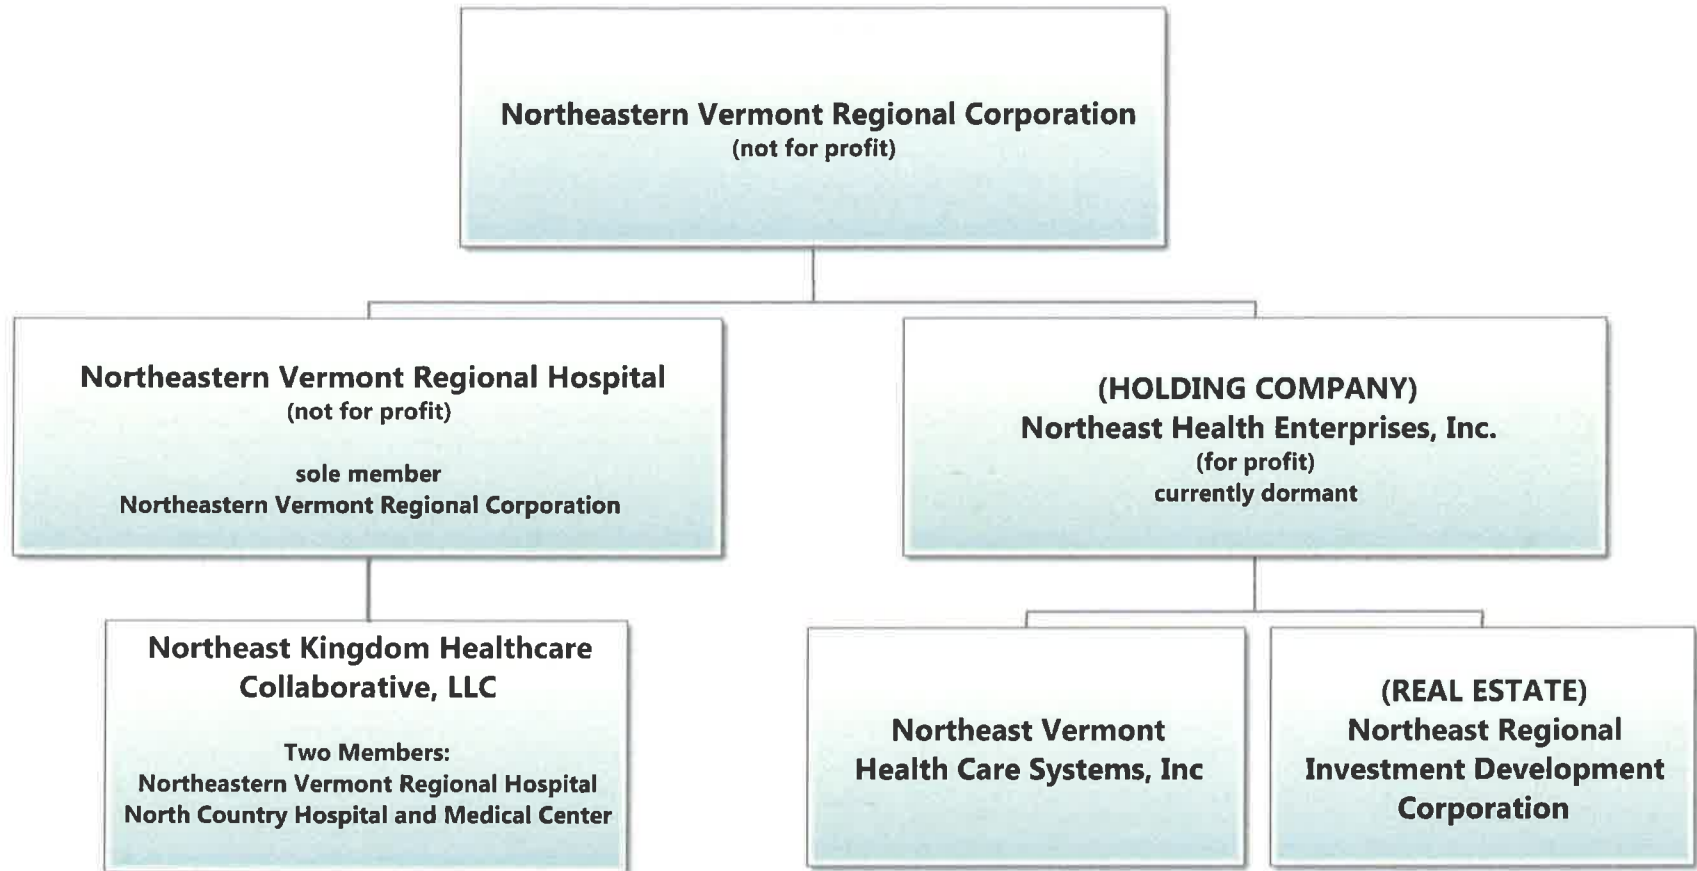 Northeastern Vermont Regional Corporation
(not for profit)
Northeastern Vermont Regional Hospital
(not for profit)
sole member
Northeastern Vermont Regional Corporation
(HOLDING COMPANY)
Northeast Health Enterprises, Inc.
(for profit)
currently dormant
Northeast Kingdom Healthcare
Collaborative, LLC
Two Members:
Northeastern Vermont Regional Hospital
North Country Hospital and Medical Center
Northeast Vermont
Health Care Systems, Inc
(REAL ESTATE)
Northeast Regional
Investment Development
Corporation